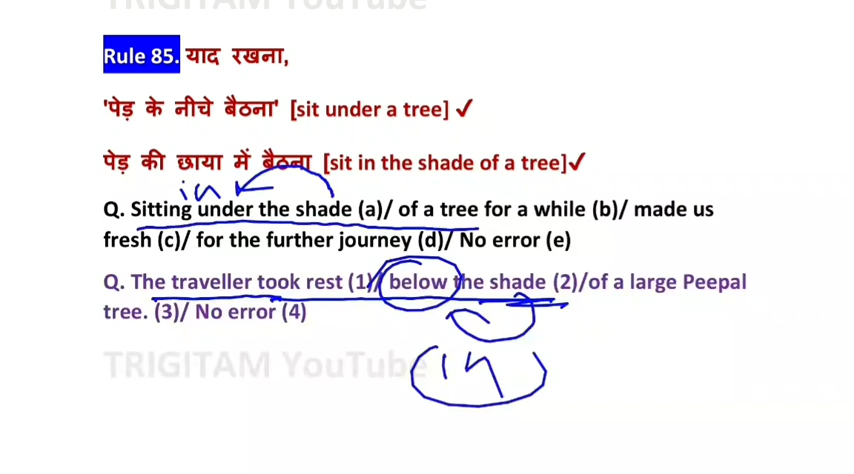 TRIGITAM YouTube
Rule 85. याद रखना,
'पेड़ के नीचे बैठना' [sit under a tree] ✓
पेड़ की छाया में बैठना [sit in the shade of a tree]✓
in
Q. Sitting under the shade (a)/ of a tree for a while (b)/ made us
fresh (c)/ for the further journey (d)/ No error (e)
Q. The traveller took rest (1)/ below the shade (2)/of a large Peepal
tree. (3)/ No error (4)
TRIGITAM YouTube
in